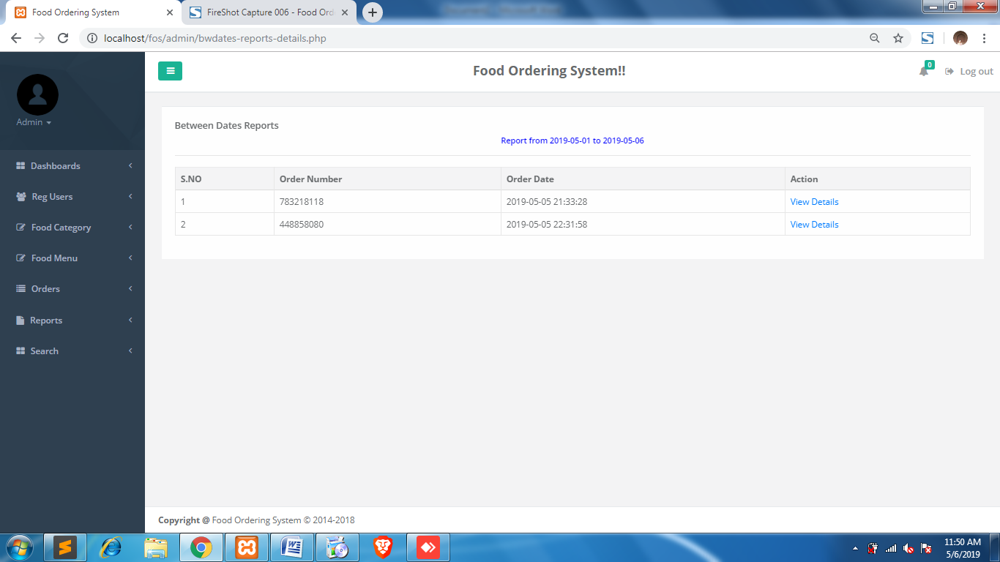 Food Ordering System
FireShot Capture 006 - Food Ord
localhost/fos/admin/bwdates-reports-details.php
Food Ordering System!!
0
Log out
Admin
Dashboards
Reg Users
Food Category
Food Menu
Orders
Reports
Search
Between Dates Reports
Report from 2019-05-01 to 2019-05-06
S.NO Order Number Order Date Action
1 783218118 2019-05-05 21:33:28 View Details
2 448858080 2019-05-05 22:31:58 View Details
Copyright @ Food Ordering System © 2014-2018
11:50 AM
5/6/2019